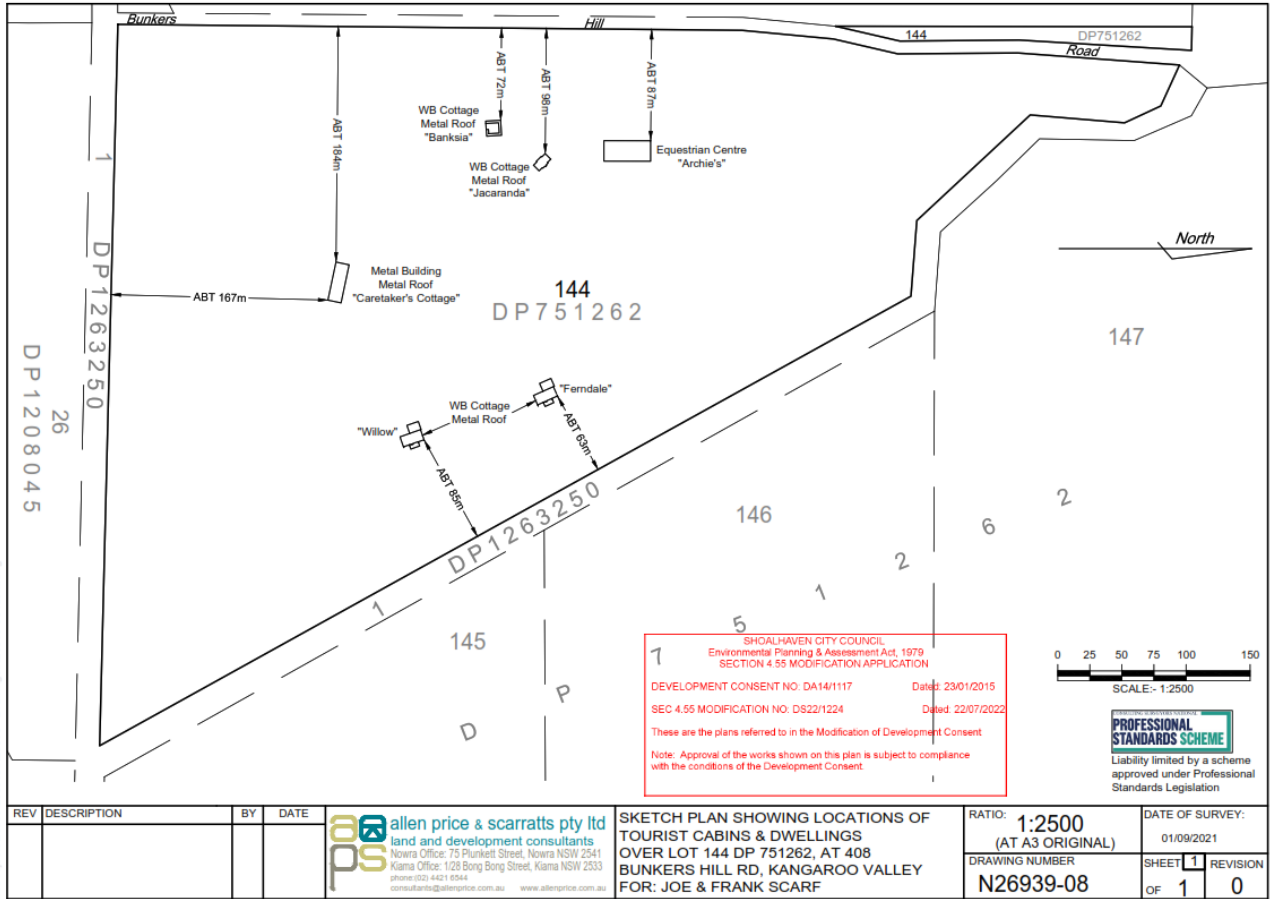 Bunkers
Hill
144
DP751262
Road
ABT 72m
ABT 98m
ABT 87m
ABT 184m
WB Cottage
Metal Roof
"Banksia"
WB Cottage
Metal Roof
"Jacaranda"
Equestrian Centre
"Archie's"
1
DP1263250
North
Metal Building
Metal Roof
"Caretaker's Cottage"
ABT 167m
144
DP751262
147
26
DP1208045
"Ferndale"
WB Cottage
Metal Roof
"Willow"
ABT 63m
ABT 85m
1 DP1263250
146
145
D P 7 5 1 2 6 2
SHOALHAVEN CITY COUNCIL
Environmental Planning & Assessment Act, 1979
SECTION 4.55 MODIFICATION APPLICATION
DEVELOPMENT CONSENT NO: DA14/1117 Dated: 23/01/2015
SEC 4.55 MODIFICATION NO: DS22/1224 Dated: 22/07/2022
These are the plans referred to in the Modification of Development Consent
Note: Approval of the works shown on this plan is subject to compliance
with the conditions of the Development Consent.
0 25 50 75 100 150
SCALE:- 1:2500
CONSULTING SURVEYORS NATIONAL
PROFESSIONAL
STANDARDS SCHEME
Liability limited by a scheme
approved under Professional
Standards Legislation
REV DESCRIPTION BY DATE
aps
allen price & scarratts pty ltd
land and development consultants
Nowra Office: 75 Plunkett Street, Nowra NSW 2541
Kiama Office: 1/28 Bong Bong Street, Kiama NSW 2533
phone:(02) 4421 6544
consultants@allenprice.com.au www.allenprice.com.au
SKETCH PLAN SHOWING LOCATIONS OF
TOURIST CABINS & DWELLINGS
OVER LOT 144 DP 751262, AT 408
BUNKERS HILL RD, KANGAROO VALLEY
FOR: JOE & FRANK SCARF
RATIO: 1:2500
(AT A3 ORIGINAL)
DRAWING NUMBER
N26939-08
DATE OF SURVEY:
01/09/2021
SHEET 1
OF 1
REVISION
0